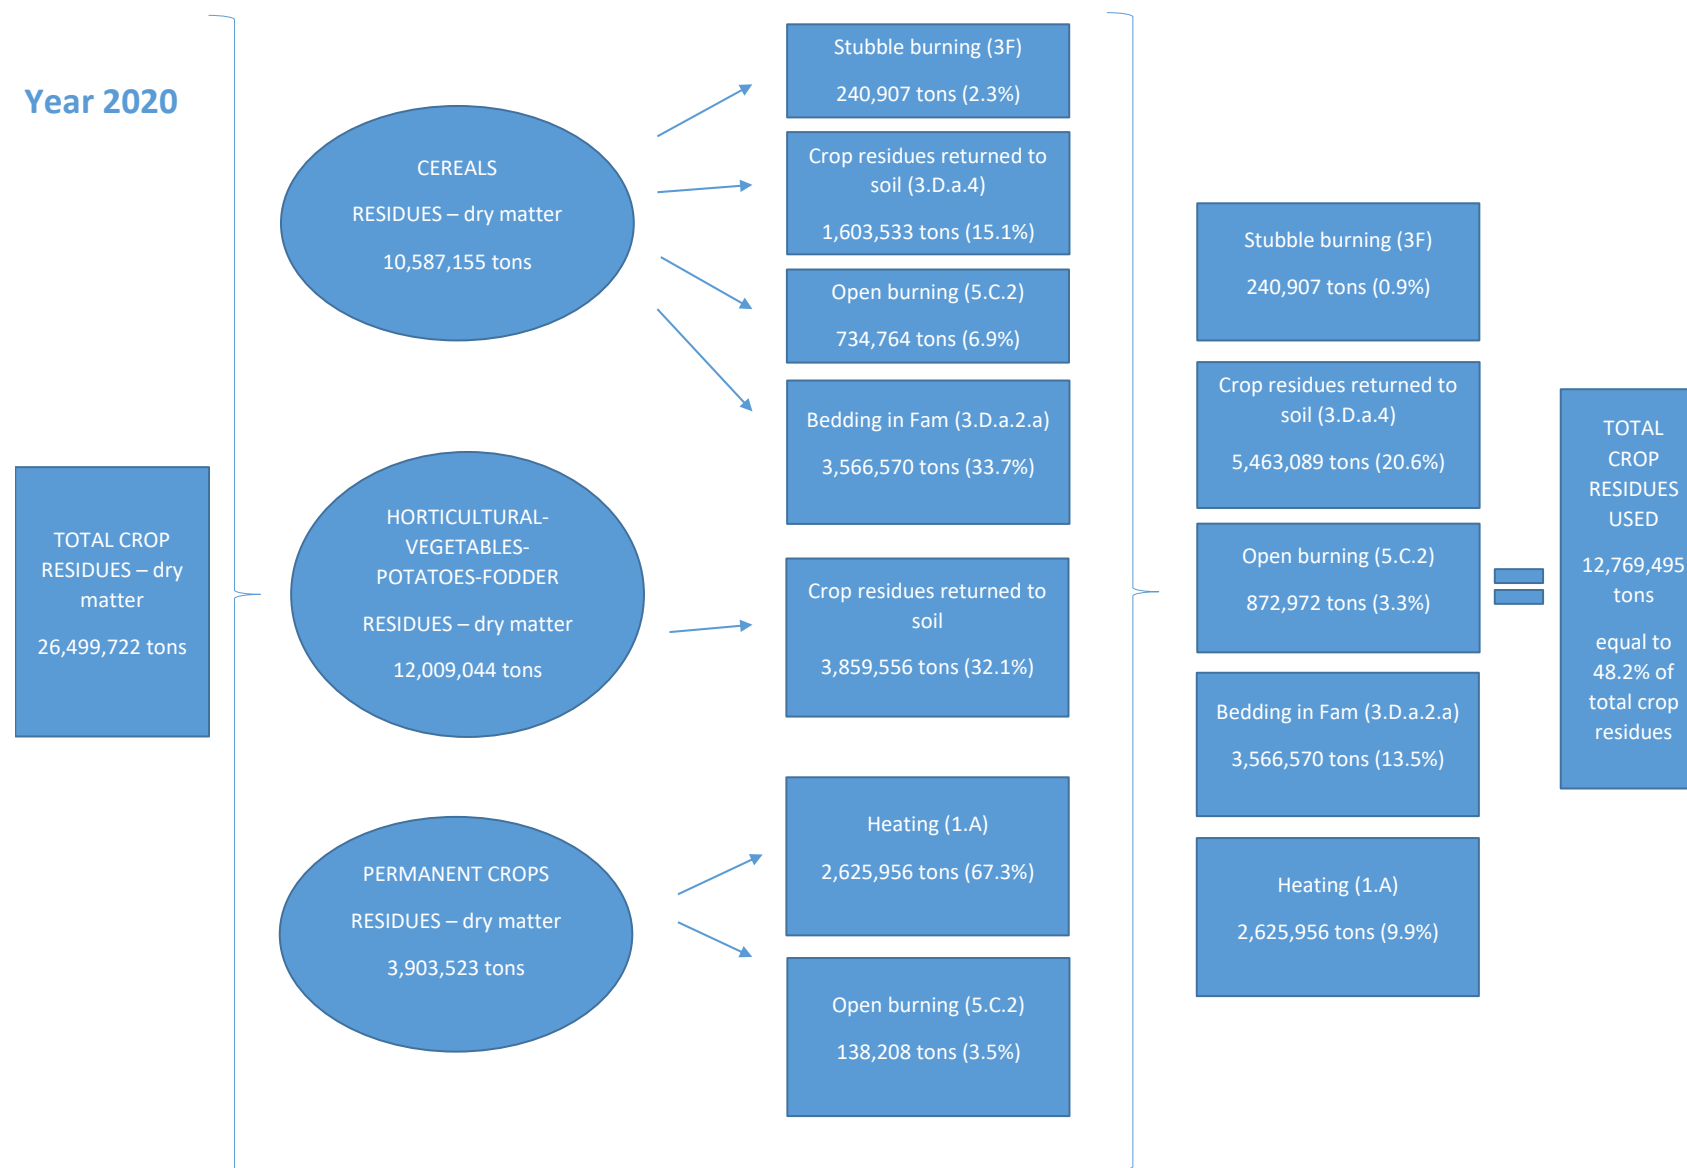 Year 2020
TOTAL CROP
RESIDUES – dry
matter
26,499,722 tons
CEREALS
RESIDUES – dry matter
10,587,155 tons
HORTICULTURAL-
VEGETABLES-
POTATOES-FODDER
RESIDUES – dry matter
12,009,044 tons
PERMANENT CROPS
RESIDUES – dry matter
3,903,523 tons
Stubble burning (3F)
240,907 tons (2.3%)
Crop residues returned to
soil (3.D.a.4)
1,603,533 tons (15.1%)
Open burning (5.C.2)
734,764 tons (6.9%)
Bedding in Fam (3.D.a.2.a)
3,566,570 tons (33.7%)
Crop residues returned to
soil
3,859,556 tons (32.1%)
Heating (1.A)
2,625,956 tons (67.3%)
Open burning (5.C.2)
138,208 tons (3.5%)
Stubble burning (3F)
240,907 tons (0.9%)
Crop residues returned to
soil (3.D.a.4)
5,463,089 tons (20.6%)
Open burning (5.C.2)
872,972 tons (3.3%)
Bedding in Fam (3.D.a.2.a)
3,566,570 tons (13.5%)
Heating (1.A)
2,625,956 tons (9.9%)
TOTAL
CROP
RESIDUES
USED
12,769,495
tons
equal to
48.2% of
total crop
residues